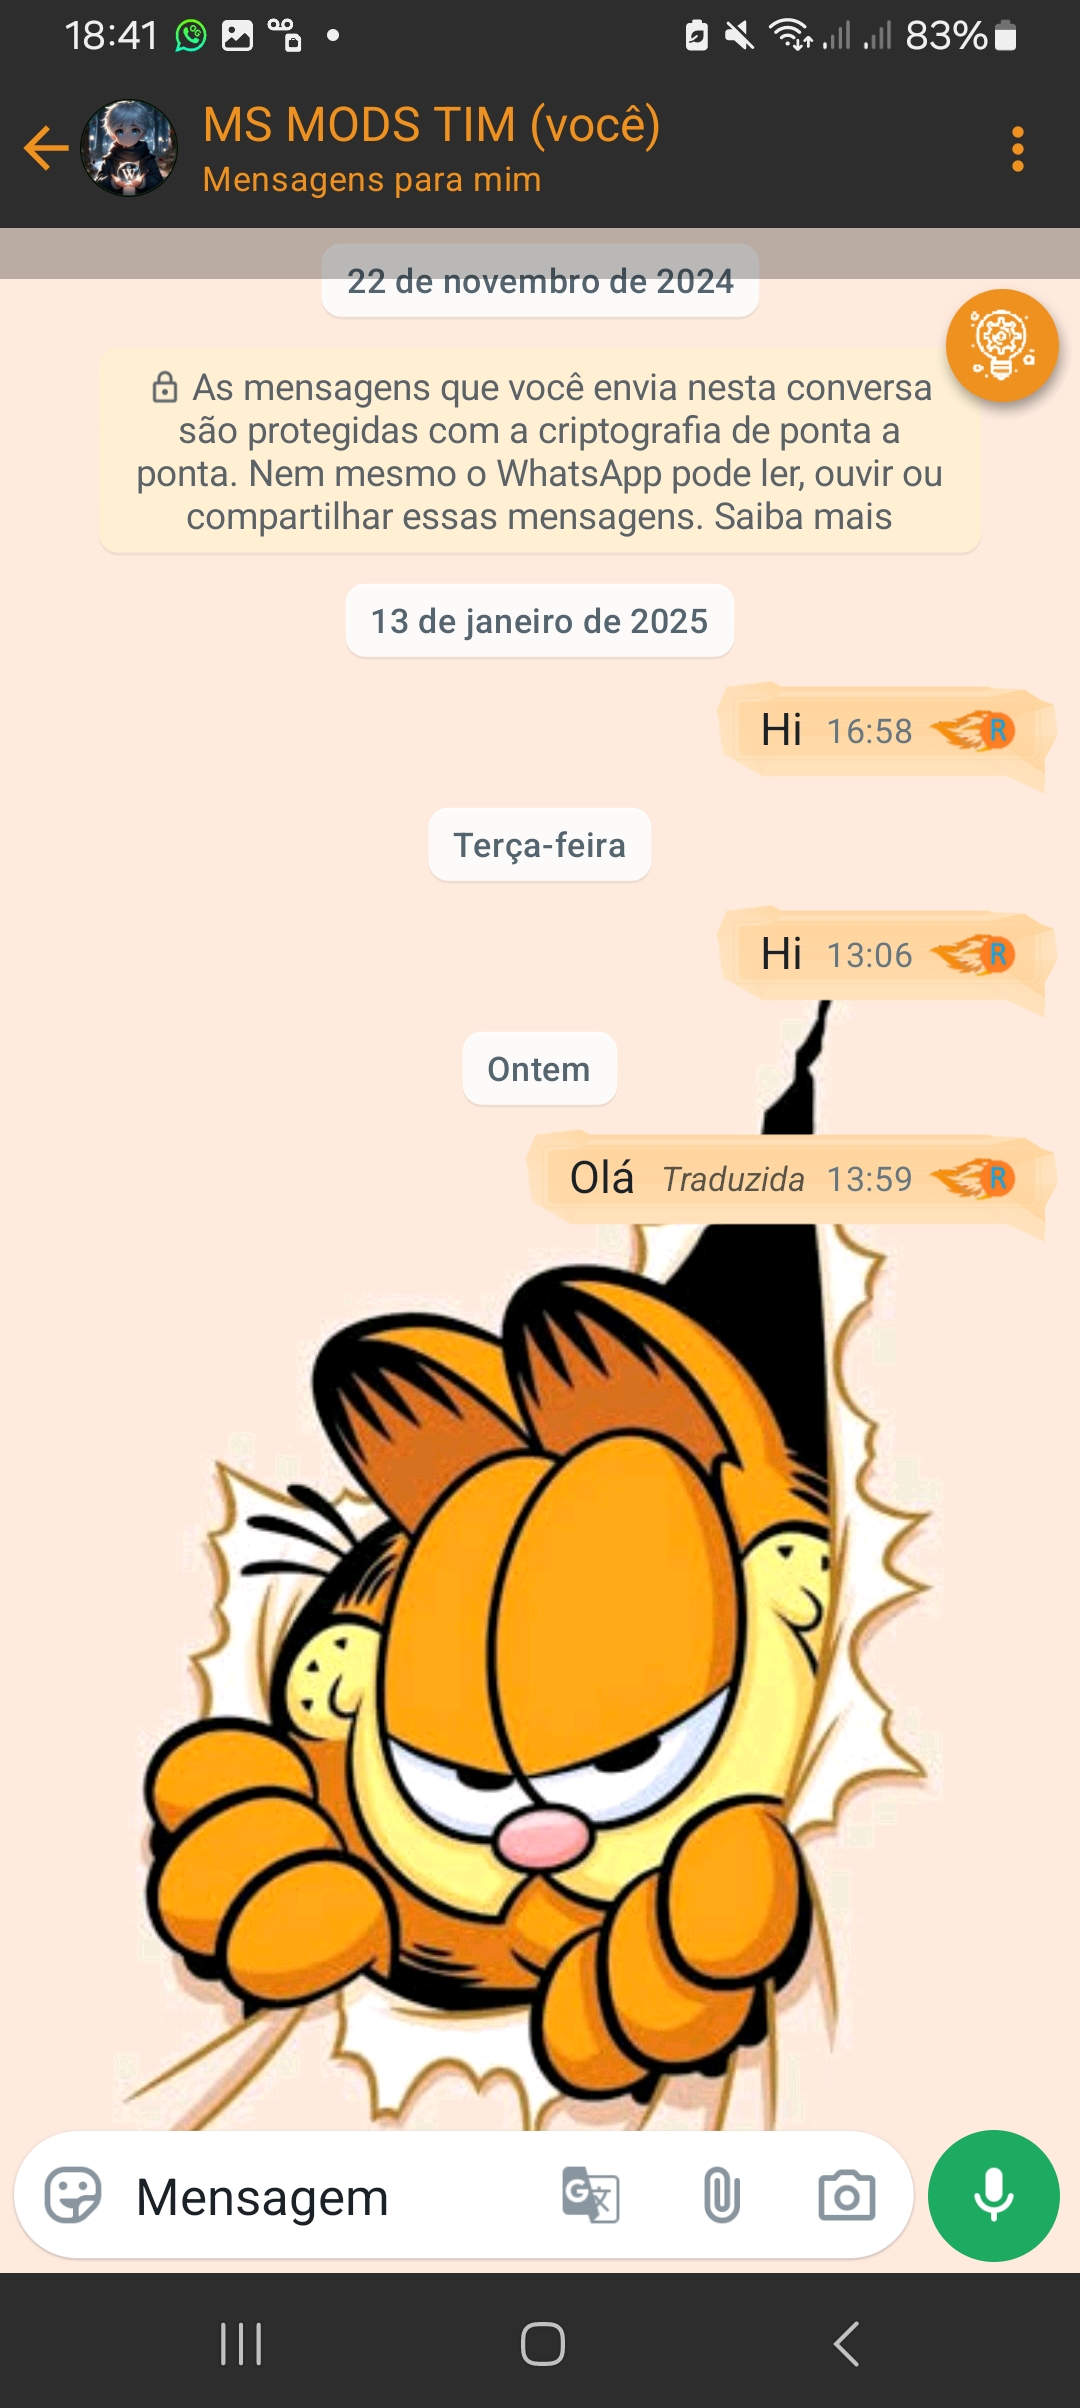 18:41
83%
MS MODS TIM (você)
Mensagens para mim
22 de novembro de 2024
As mensagens que você envia nesta conversa
são protegidas com a criptografia de ponta a
ponta. Nem mesmo o WhatsApp pode ler, ouvir ou
compartilhar essas mensagens. Saiba mais
13 de janeiro de 2025
Hi 16:58 R
Terça-feira
Hi 13:06 R
Ontem
Olá Traduzida 13:59 R
Mensagem